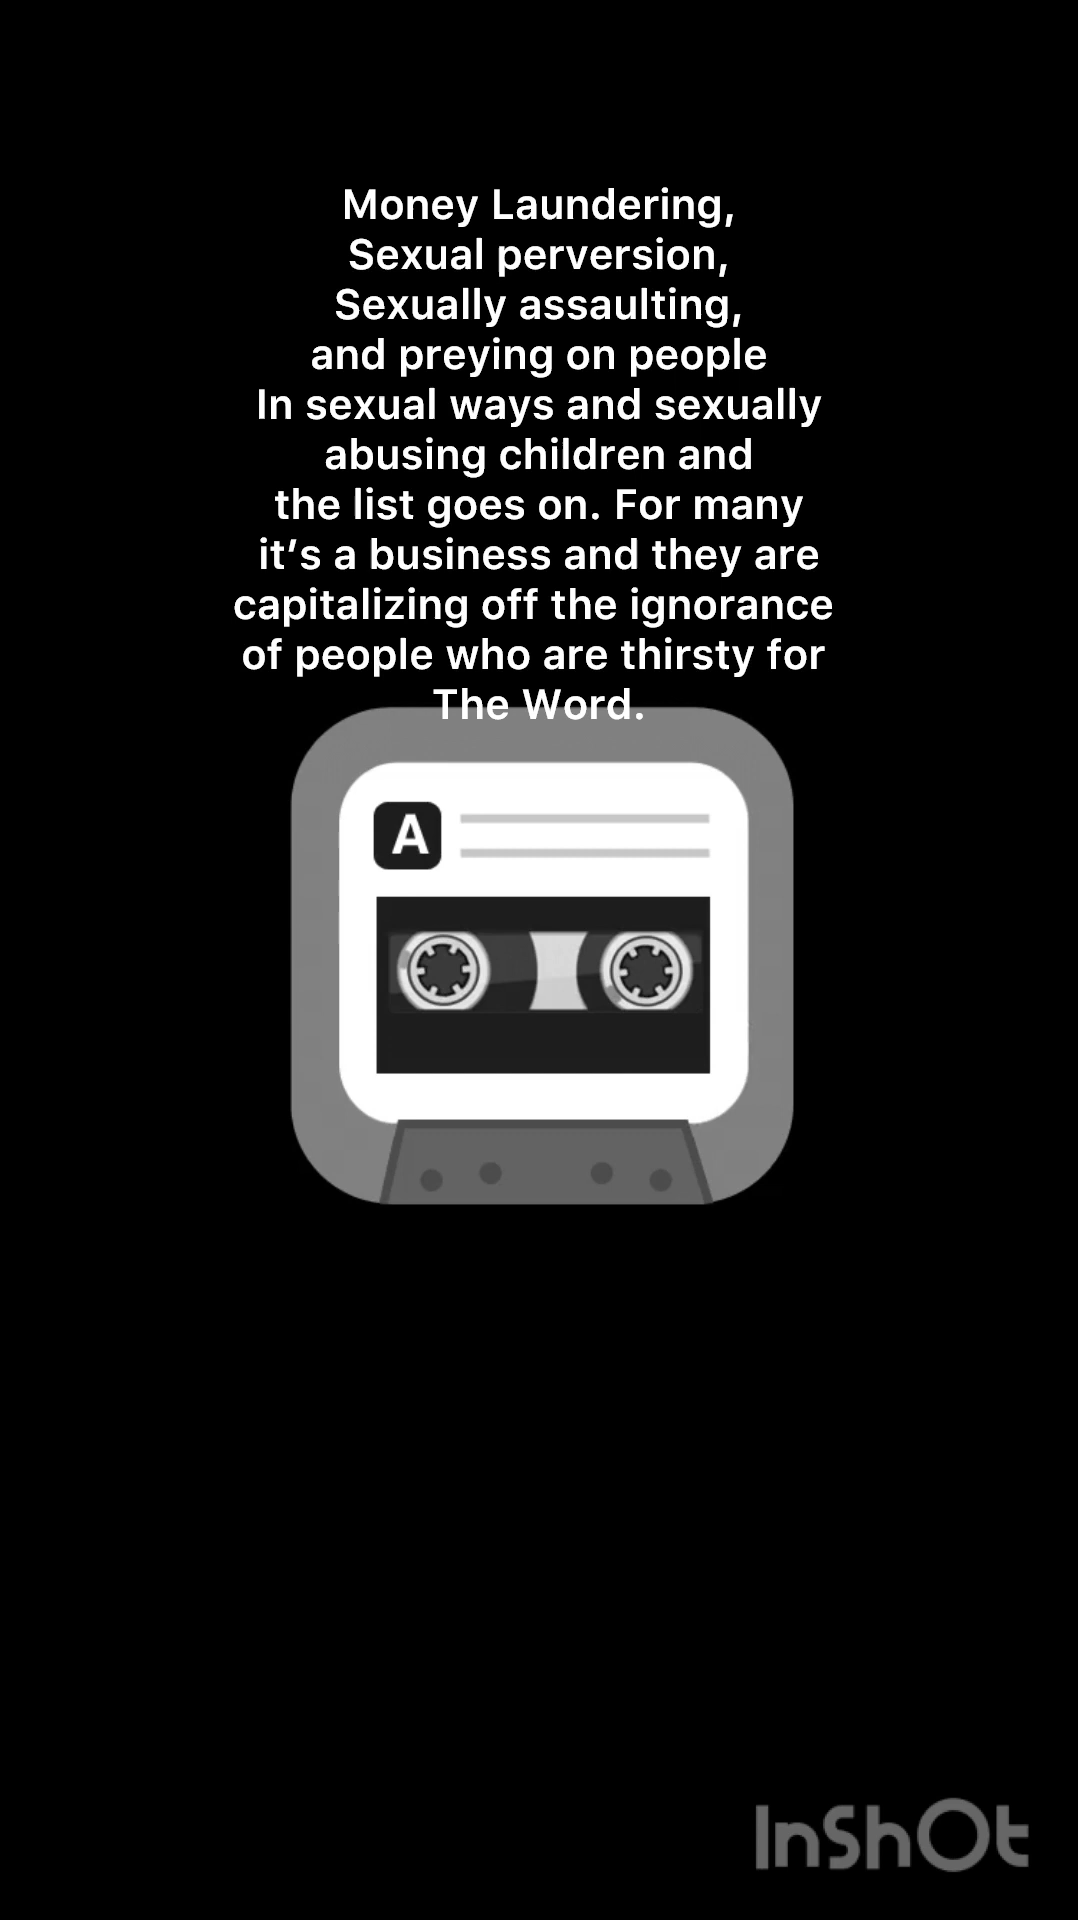 Money Laundering,
Sexual perversion,
Sexually assaulting,
and preying on people
In sexual ways and sexually
abusing children and
the list goes on. For many
it’s a business and they are
capitalizing off the ignorance
of people who are thirsty for
The Word.
A
InShOt